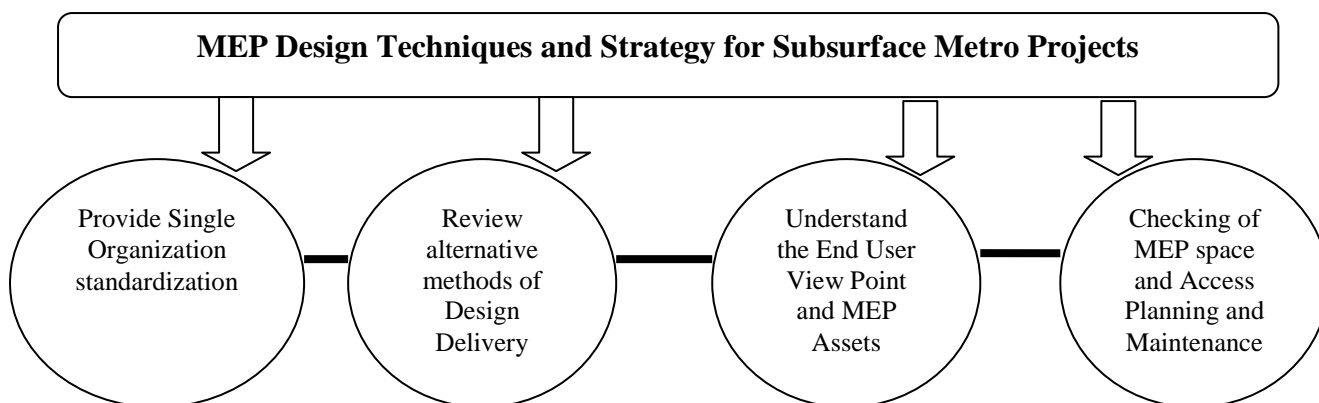 MEP Design Techniques and Strategy for Subsurface Metro Projects
Provide Single
Organization
standardization
Review
alternative
methods of
Design
Delivery
Understand
the End User
View Point
and MEP
Assets
Checking of
MEP space
and Access
Planning and
Maintenance